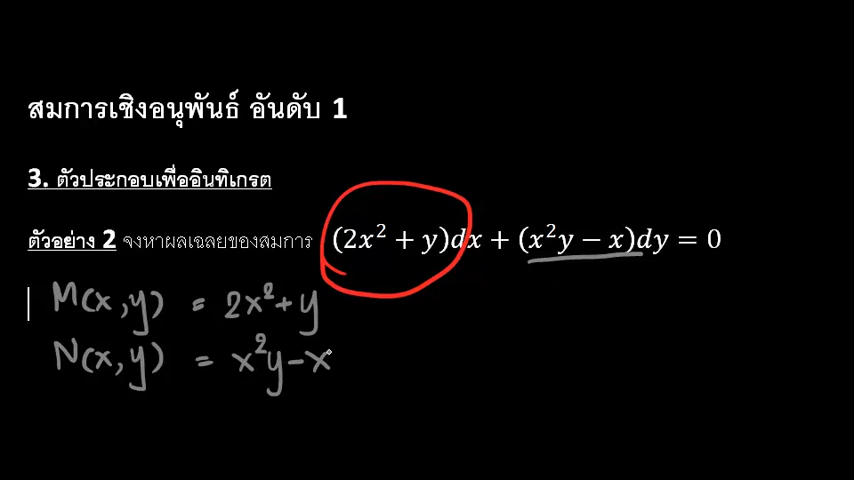 สมการเชิงอนุพันธ์ อันดับ 1
3. ตัวประกอบเพื่ออินทิเกรต
ตัวอย่าง 2 จงหาผลเฉลยของสมการ (2x² + y)dx + (x²y − x)dy = 0
M(x,y) = 2x²+y
N(x,y) = x²y-x